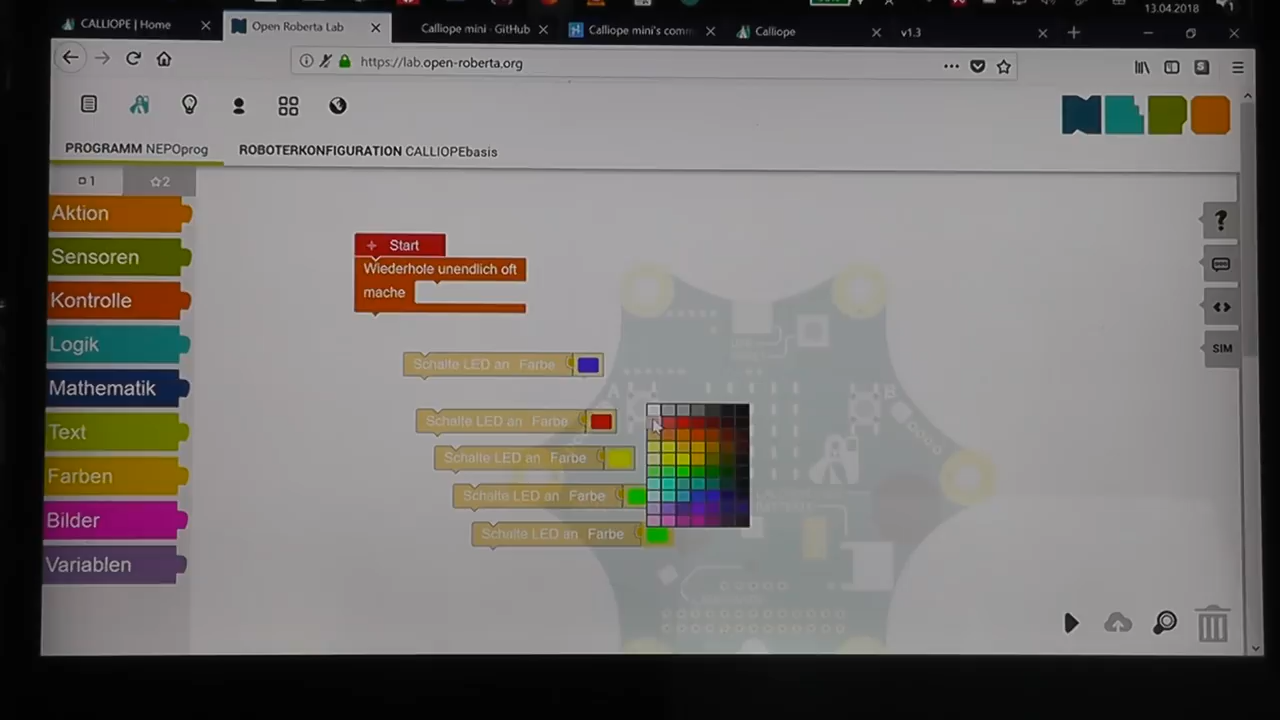 13.04.2018
1
CALLIOPE | Home
Open Roberta Lab
Calliope mini · GitHub
Calliope mini's comm
Calliope
v1.3
https://lab.open-roberta.org
PROGRAMM NEPOprog
ROBOTERKONFIGURATION CALLIOPEbasis
1
2
Aktion
Sensoren
Kontrolle
Logik
Mathematik
Text
Farben
Bilder
Variablen
+ Start
Wiederhole unendlich oft
mache
Schalte LED an Farbe
Schalte LED an Farbe
Schalte LED an Farbe
Schalte LED an Farbe
Schalte LED an Farbe
A
B
?
SIM